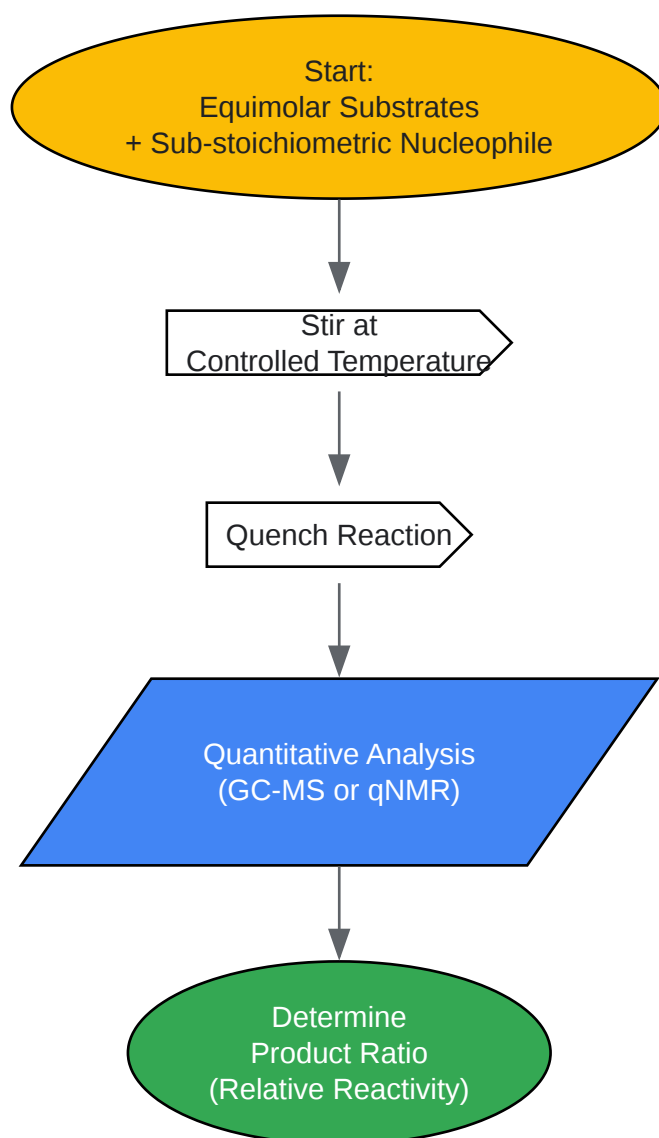 Start:
Equimolar Substrates
+ Sub-stoichiometric Nucleophile
Stir at
Controlled Temperature
Quench Reaction
Quantitative Analysis
(GC-MS or qNMR)
Determine
Product Ratio
(Relative Reactivity)